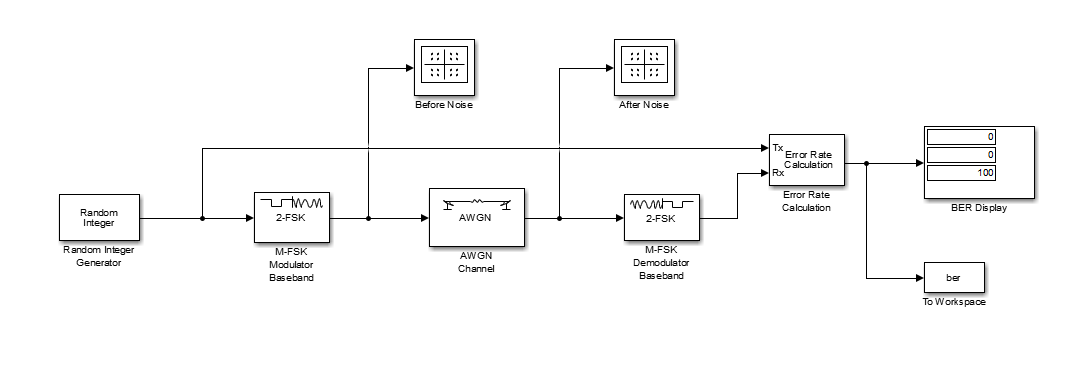 Before Noise
After Noise
Tx
Rx
Error Rate
Calculation
Error Rate
Calculation
0
0
100
BER Display
Random
Integer
Random Integer
Generator
2-FSK
M-FSK
Modulator
Baseband
AWGN
AWGN
Channel
2-FSK
M-FSK
Demodulator
Baseband
ber
To Workspace